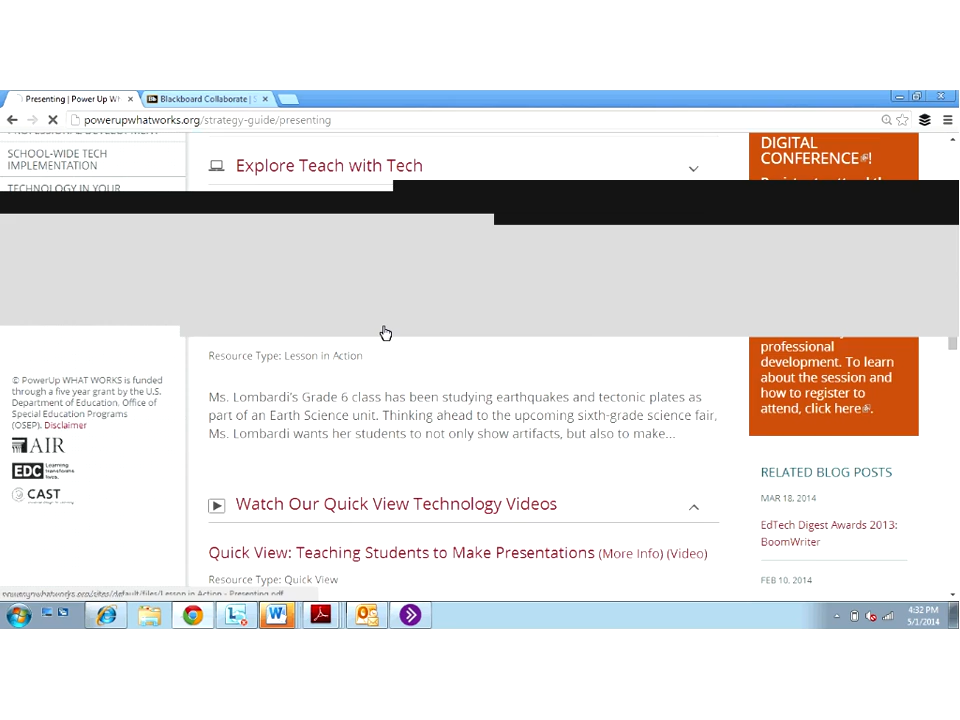 Presenting | Power Up W
Blackboard Collaborate |
powerupwhatworks.org/strategy-guide/presenting
SCHOOL-WIDE TECH
IMPLEMENTATION
TECHNOLOGY IN YOUR
Explore Teach with Tech
DIGITAL
CONFERENCE !
Resource Type: Lesson in Action
Ms. Lombardi's Grade 6 class has been studying earthquakes and tectonic plates as
part of an Earth Science unit. Thinking ahead to the upcoming sixth-grade science fair,
Ms. Lombardi wants her students to not only show artifacts, but also to make...
Watch Our Quick View Technology Videos
Quick View: Teaching Students to Make Presentations (More Info) (Video)
Resource Type: Quick View
© PowerUp WHAT WORKS is funded
through a five year grant by the U.S.
Department of Education, Office of
Special Education Programs
(OSEP). Disclaimer
AIR
EDC Learning
transforms
lives.
CAST
professional
development. To learn
about the session and
how to register to
attend, click here .
RELATED BLOG POSTS
MAR 18, 2014
EdTech Digest Awards 2013:
BoomWriter
FEB 10, 2014
4:32 PM
5/1/2014